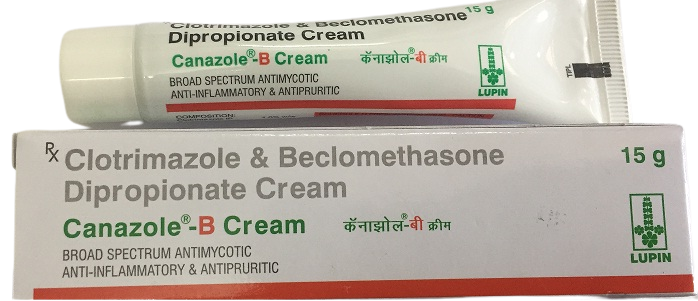 Clotrimazole & Beclomethasone 15 g
Dipropionate Cream
Canazole®-B Cream कॅनाझोल®-बी क्रीम
BROAD SPECTRUM ANTIMYCOTIC
ANTI-INFLAMMATORY & ANTIPRURITIC
LUPIN
COMPOSITION:
Rx Clotrimazole & Beclomethasone 15 g
Dipropionate Cream
Canazole®-B Cream कॅनाझोल®-बी क्रीम
BROAD SPECTRUM ANTIMYCOTIC
ANTI-INFLAMMATORY & ANTIPRURITIC
LUPIN